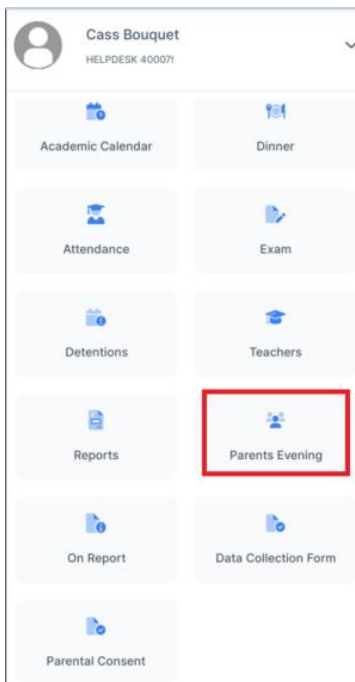 Cass Bouquet
HELPDESK 40007!
Academic Calendar
Dinner
Attendance
Exam
Detentions
Teachers
Reports
Parents Evening
On Report
Data Collection Form
Parental Consent